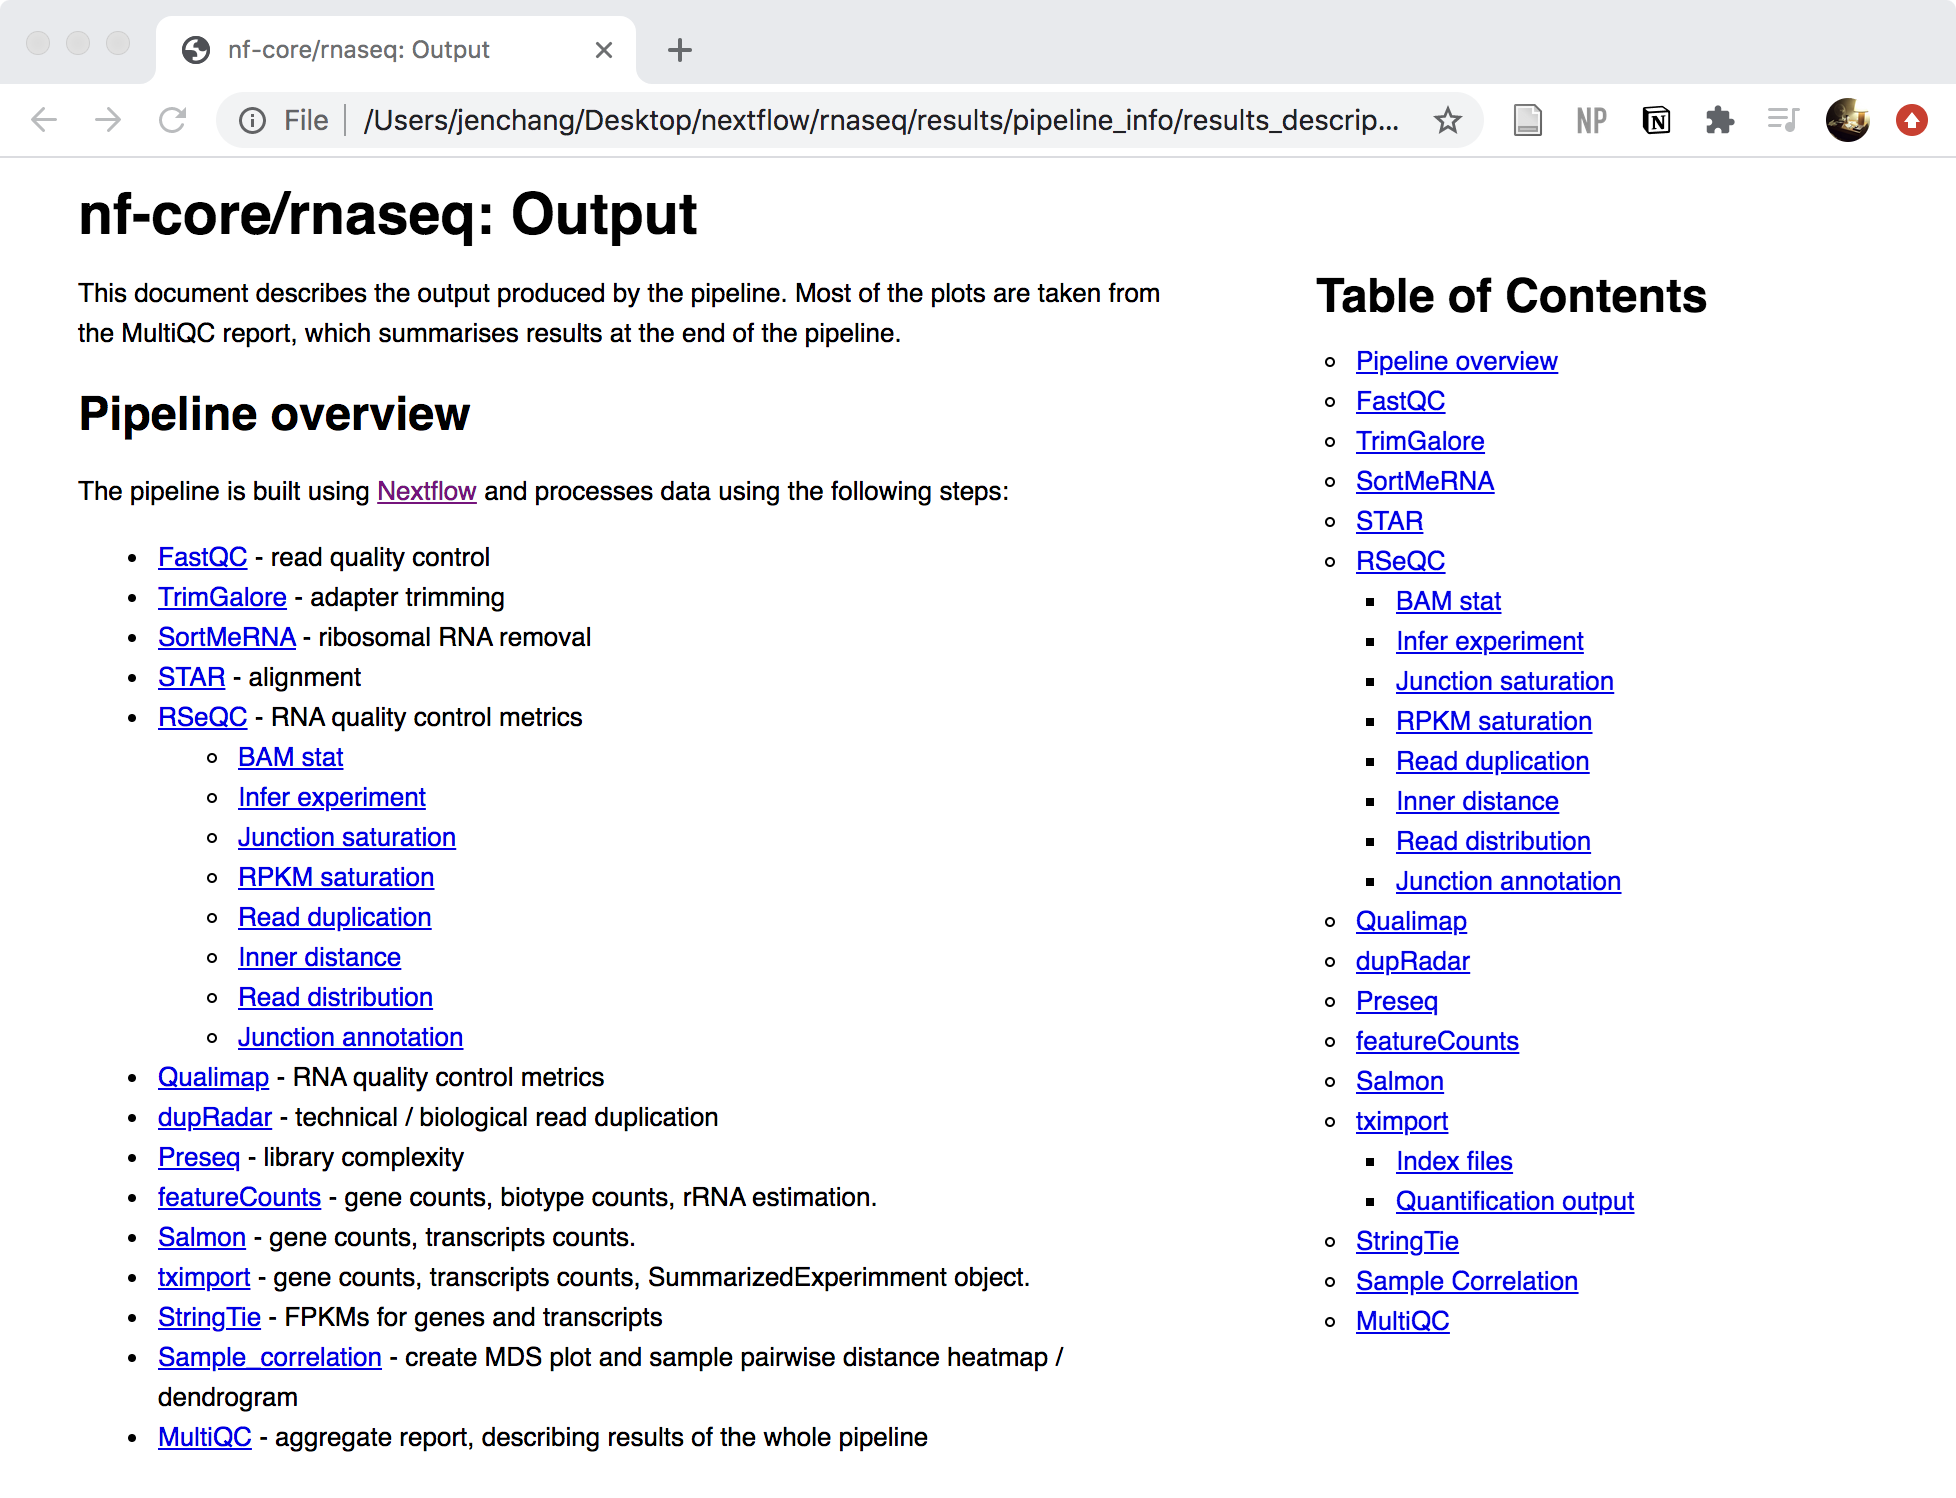 nf-core/rnaseq: Output
File
/Users/jenchang/Desktop/nextflow/rnaseq/results/pipeline_info/results_descrip...
NP
N
nf-core/rnaseq: Output
This document describes the output produced by the pipeline. Most of the plots are taken from
the MultiQC report, which summarises results at the end of the pipeline.
Pipeline overview
The pipeline is built using Nextflow and processes data using the following steps:
FastQC - read quality control
TrimGalore - adapter trimming
SortMeRNA - ribosomal RNA removal
STAR - alignment
RSeQC - RNA quality control metrics
BAM stat
Infer experiment
Junction saturation
RPKM saturation
Read duplication
Inner distance
Read distribution
Junction annotation
Qualimap - RNA quality control metrics
dupRadar - technical / biological read duplication
Preseq - library complexity
featureCounts - gene counts, biotype counts, rRNA estimation.
Salmon - gene counts, transcripts counts.
tximport - gene counts, transcripts counts, SummarizedExperimment object.
StringTie - FPKMs for genes and transcripts
Sample_correlation - create MDS plot and sample pairwise distance heatmap /
dendrogram
MultiQC - aggregate report, describing results of the whole pipeline
Table of Contents
Pipeline overview
FastQC
TrimGalore
SortMeRNA
STAR
RSeQC
BAM stat
Infer experiment
Junction saturation
RPKM saturation
Read duplication
Inner distance
Read distribution
Junction annotation
Qualimap
dupRadar
Preseq
featureCounts
Salmon
tximport
Index files
Quantification output
StringTie
Sample Correlation
MultiQC